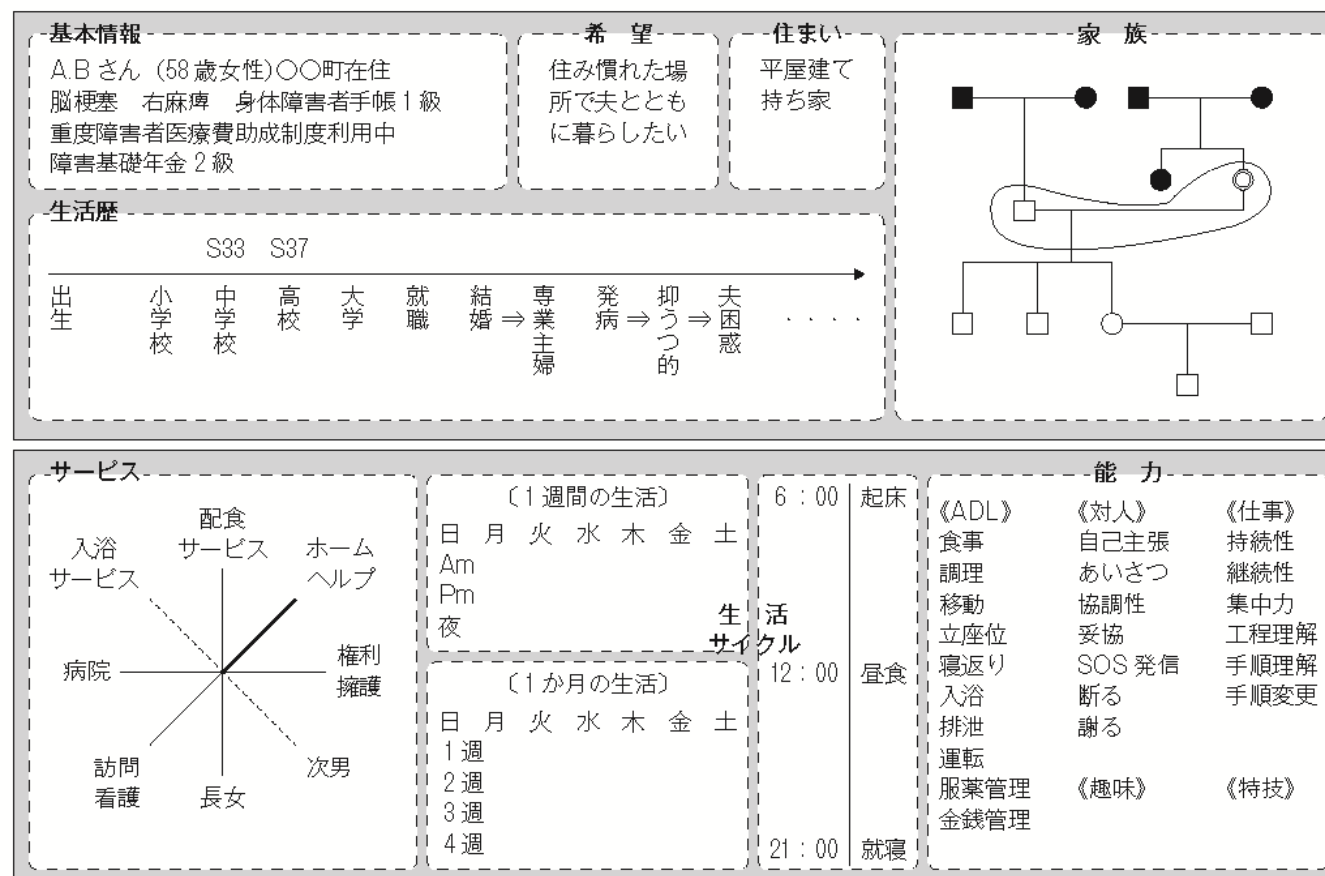 基本情報
A.Bさん (58歳女性)〇〇町在住
脳梗塞 右麻痺 身体障害者手帳1級
重度障害者医療費助成制度利用中
障害基礎年金2級
希 望
住み慣れた場
所で夫ととも
に暮らしたい
住まい
平屋建て
持ち家
家 族
生活歴
S33 S37
出生
小学校
中学校
高校
大学
就職
結婚
⇒
専業主婦
発病
⇒
抑うつ的
⇒
夫困惑
・・・・
サービス
配食
サービス
ホーム
ヘルプ
権利
擁護
次男
長女
訪問
看護
病院
入浴
サービス
生活
サイクル
〔1週間の生活〕
日 月 火 水 木 金 土
Am
Pm
夜
〔1か月の生活〕
日 月 火 水 木 金 土
1週
2週
3週
4週
6:00 起床
12:00 昼食
21:00 就寝
能 力
《ADL》
食事
調理
移動
立座位
寝返り
入浴
排泄
運転
服薬管理
金銭管理
《対人》
自己主張
あいさつ
協調性
妥協
SOS発信
断る
謝る
《趣味》
《仕事》
持続性
継続性
集中力
工程理解
手順理解
手順変更
《特技》